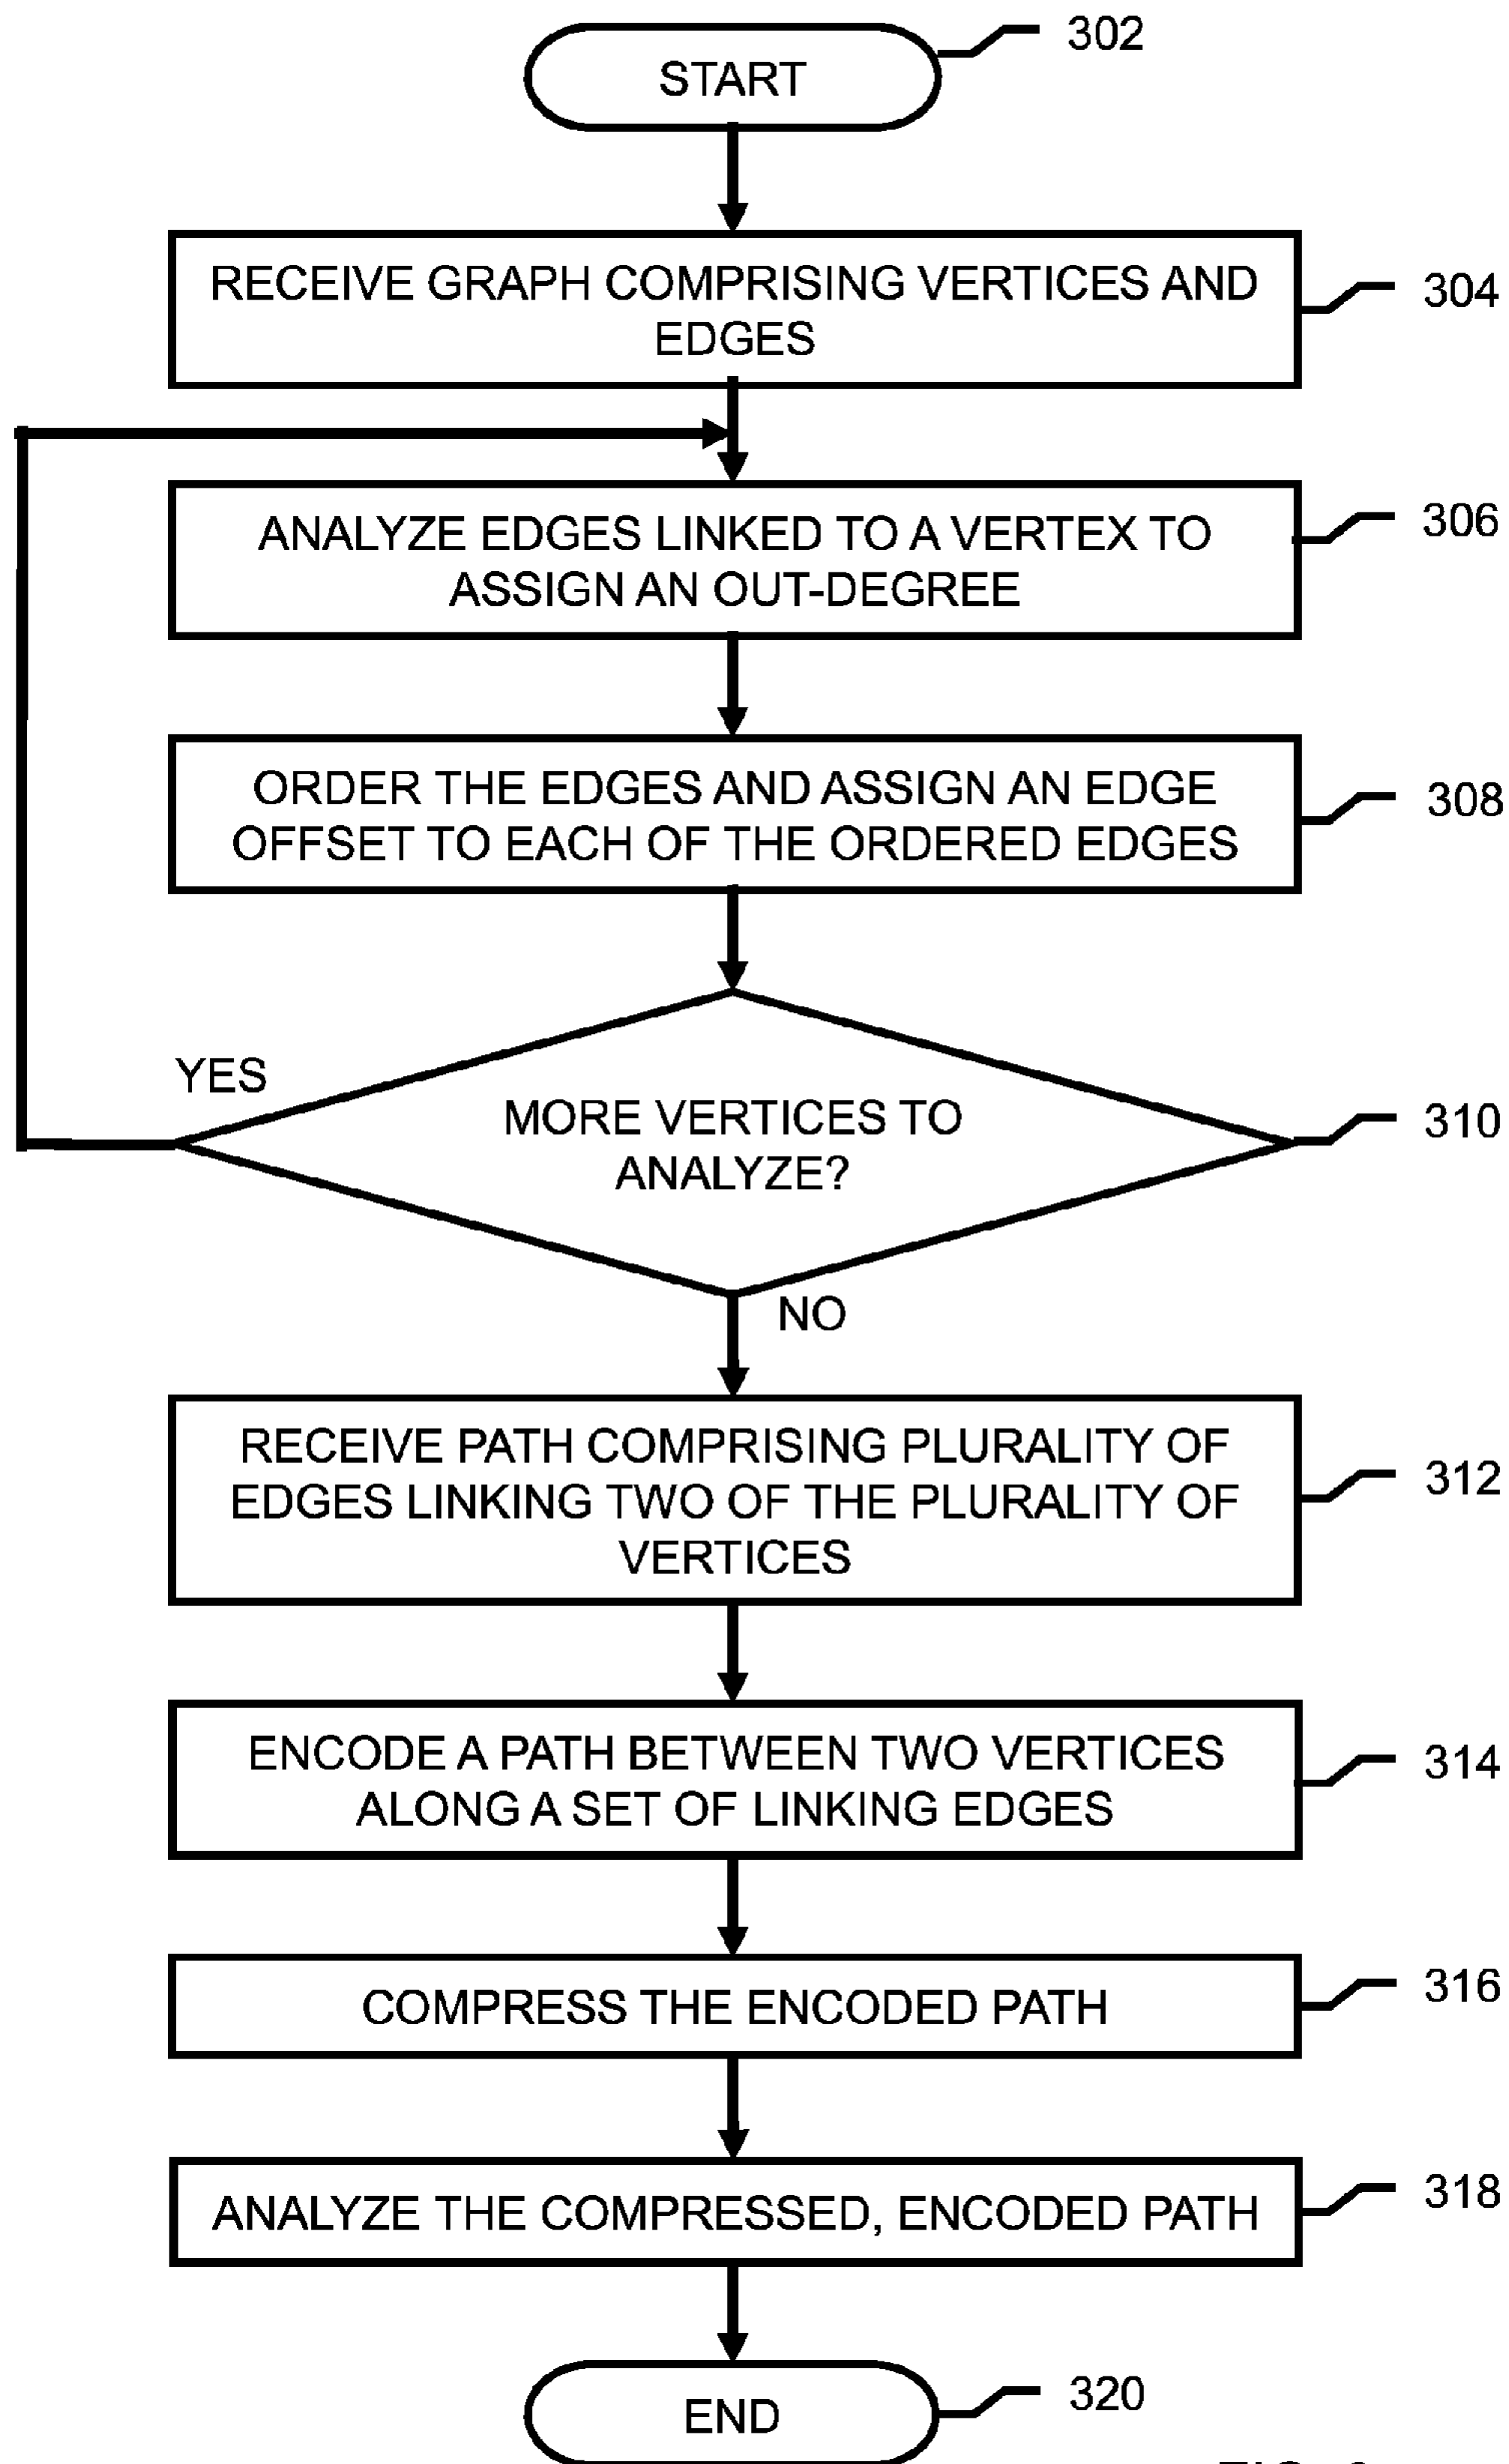 START
302
RECEIVE GRAPH COMPRISING VERTICES AND
EDGES
304
ANALYZE EDGES LINKED TO A VERTEX TO
ASSIGN AN OUT-DEGREE
306
ORDER THE EDGES AND ASSIGN AN EDGE
OFFSET TO EACH OF THE ORDERED EDGES
308
YES
MORE VERTICES TO
ANALYZE?
310
NO
RECEIVE PATH COMPRISING PLURALITY OF
EDGES LINKING TWO OF THE PLURALITY OF
VERTICES
312
ENCODE A PATH BETWEEN TWO VERTICES
ALONG A SET OF LINKING EDGES
314
COMPRESS THE ENCODED PATH
316
ANALYZE THE COMPRESSED, ENCODED PATH
318
END
320